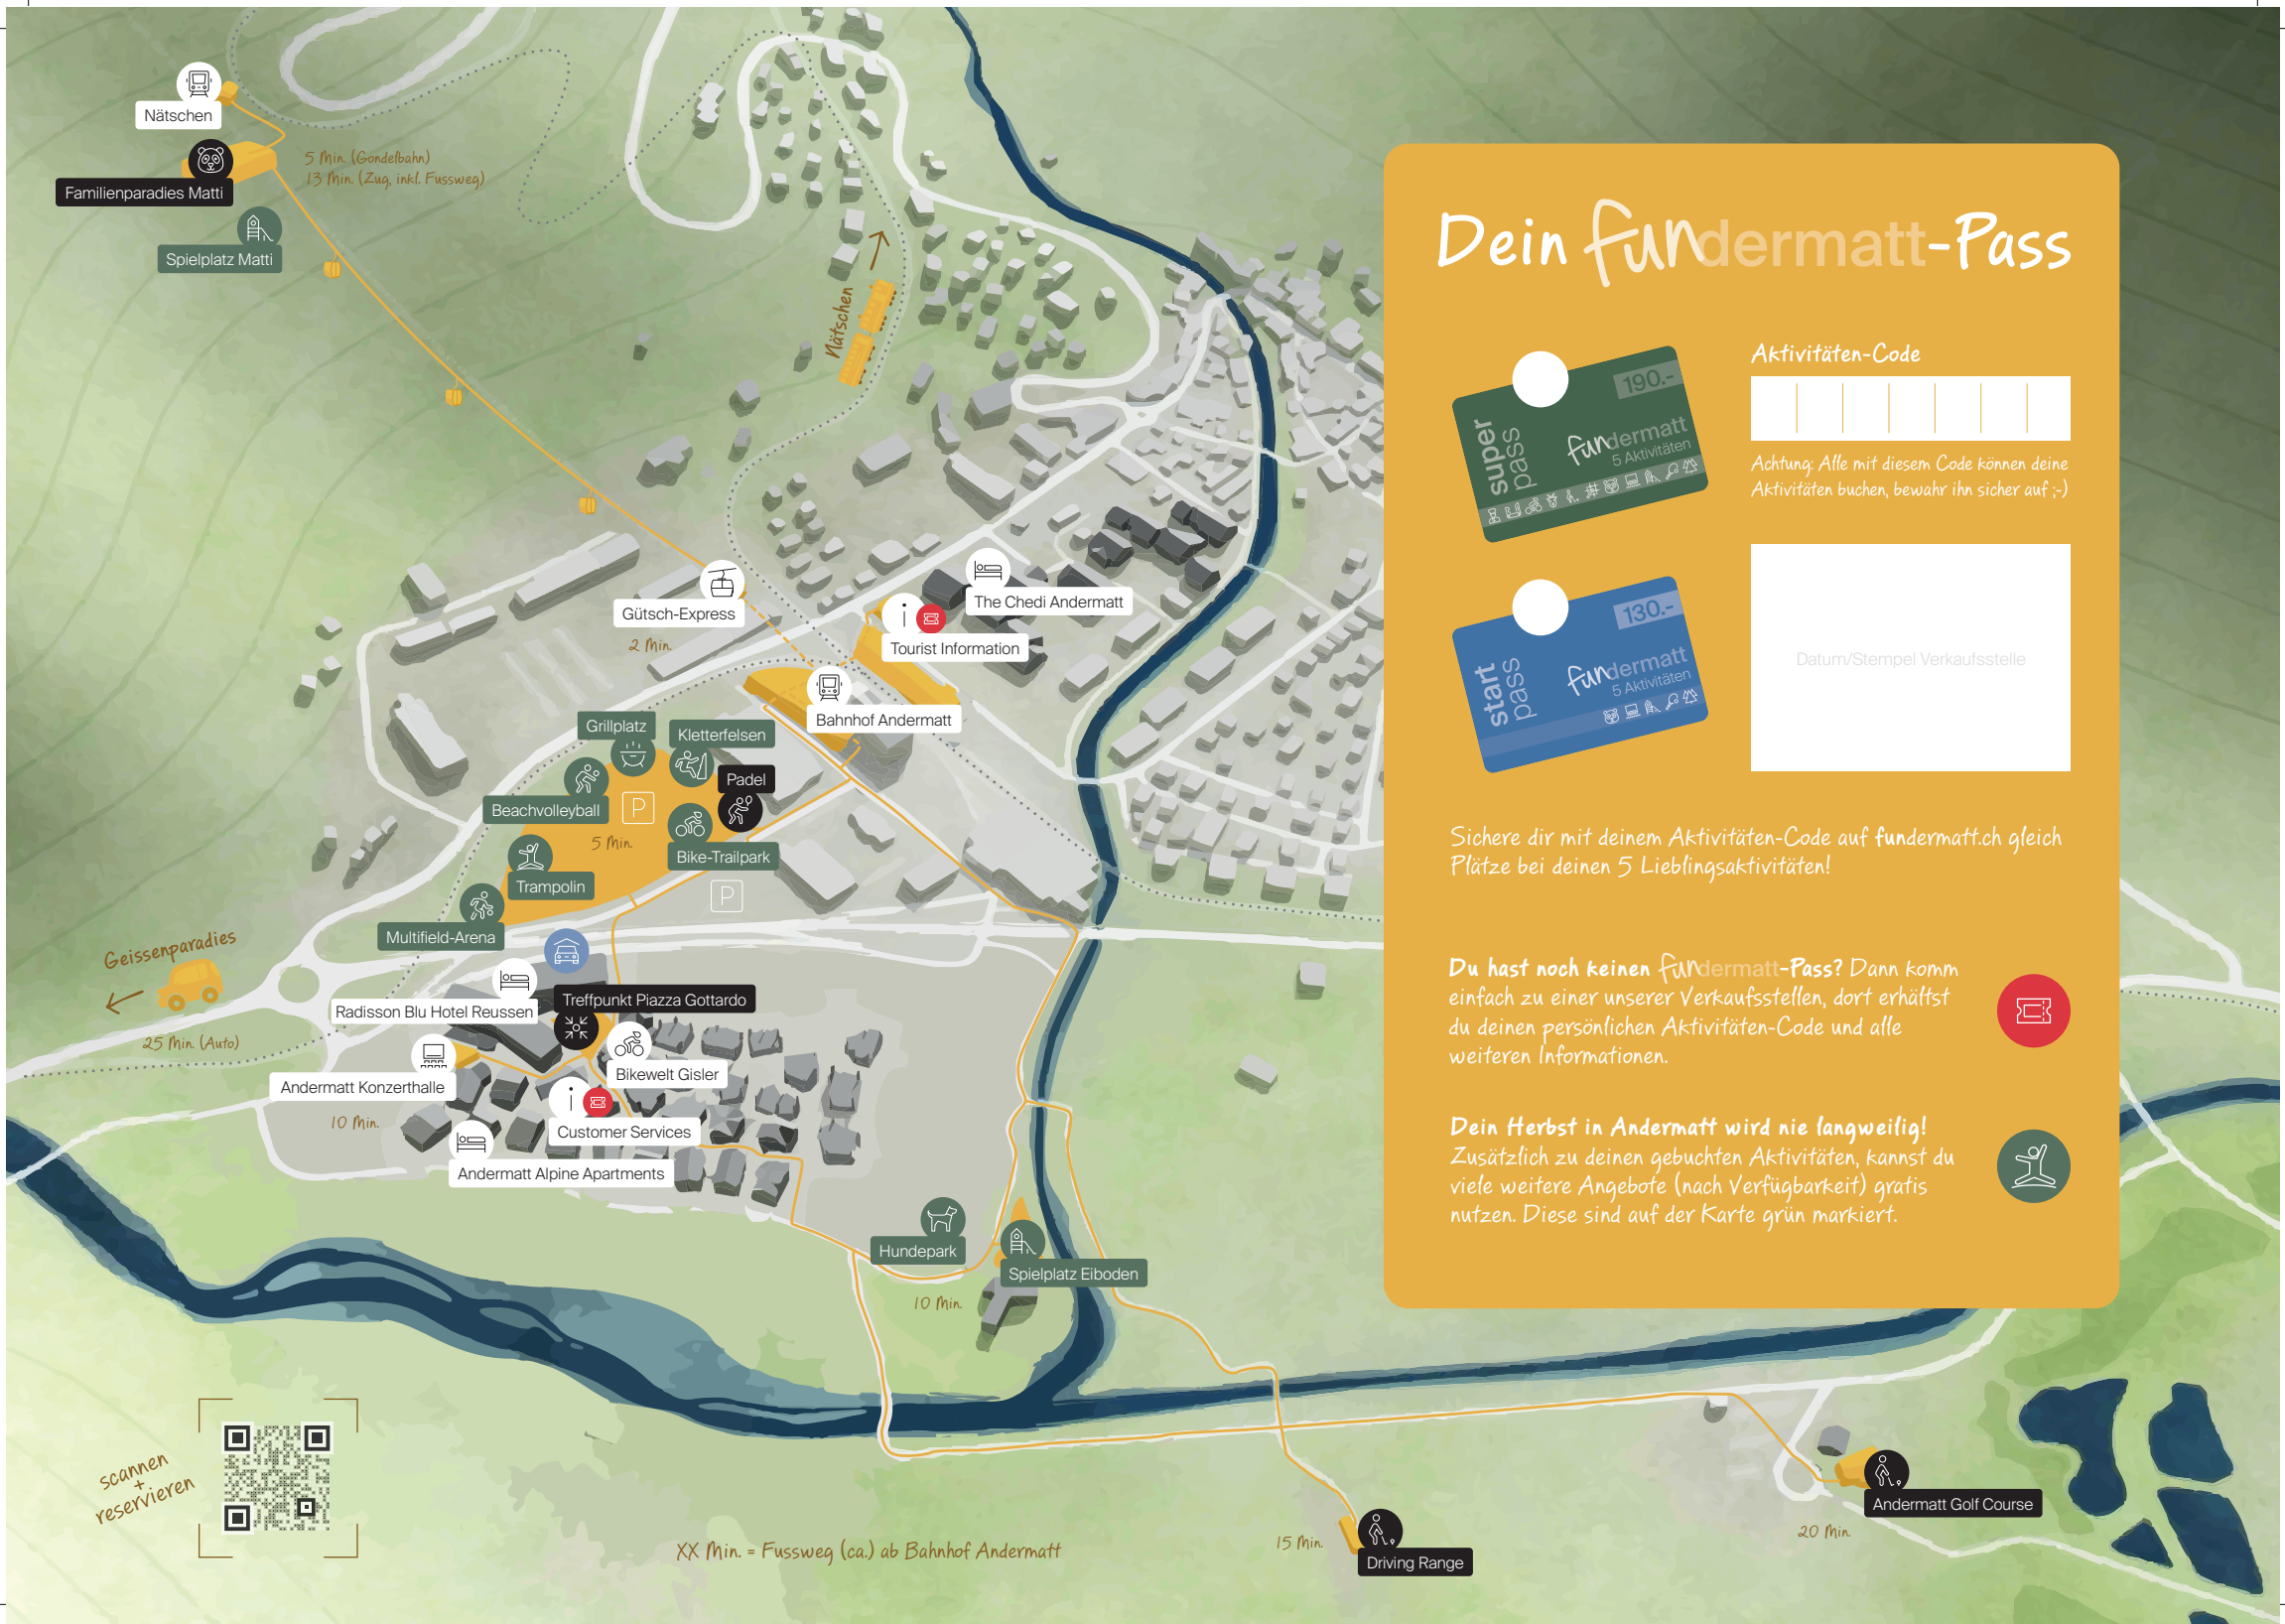 Nätschen
Familienparadies Matti
5 Min. (Gondelbahn)
13 Min. (Zug, inkl. Fussweg)
Spielplatz Matti
Nätschen
Gütsch-Express
2 Min.
The Chedi Andermatt
i
Tourist Information
Bahnhof Andermatt
Grillplatz
Kletterfelsen
Padel
Beachvolleyball
P
5 Min.
Bike-Trailpark
Trampolin
P
Multifield-Arena
Geissenparadies
25 Min. (Auto)
Radisson Blu Hotel Reussen
Treffpunkt Piazza Gottardo
Bikewelt Gisler
Andermatt Konzerthalle
10 Min.
i
Customer Services
Andermatt Alpine Apartments
Hundepark
Spielplatz Eiboden
10 Min.
scannen
+
reservieren
XX Min. = Fussweg (ca.) ab Bahnhof Andermatt
15 Min.
Driving Range
20 Min.
Andermatt Golf Course
Dein fundermatt-Pass
190.-
super
pass
fundermatt
5 Aktivitäten
Aktivitäten-Code
Achtung: Alle mit diesem Code können deine
Aktivitäten buchen, bewahr ihn sicher auf ;-)
130.-
start
pass
fundermatt
5 Aktivitäten
Datum/Stempel Verkaufsstelle
Sichere dir mit deinem Aktivitäten-Code auf fundermatt.ch gleich
Plätze bei deinen 5 Lieblingsaktivitäten!
Du hast noch keinen fundermatt-Pass? Dann komm
einfach zu einer unserer Verkaufsstellen, dort erhältst
du deinen persönlichen Aktivitäten-Code und alle
weiteren Informationen.
Dein Herbst in Andermatt wird nie langweilig!
Zusätzlich zu deinen gebuchten Aktivitäten, kannst du
viele weitere Angebote (nach Verfügbarkeit) gratis
nutzen. Diese sind auf der Karte grün markiert.